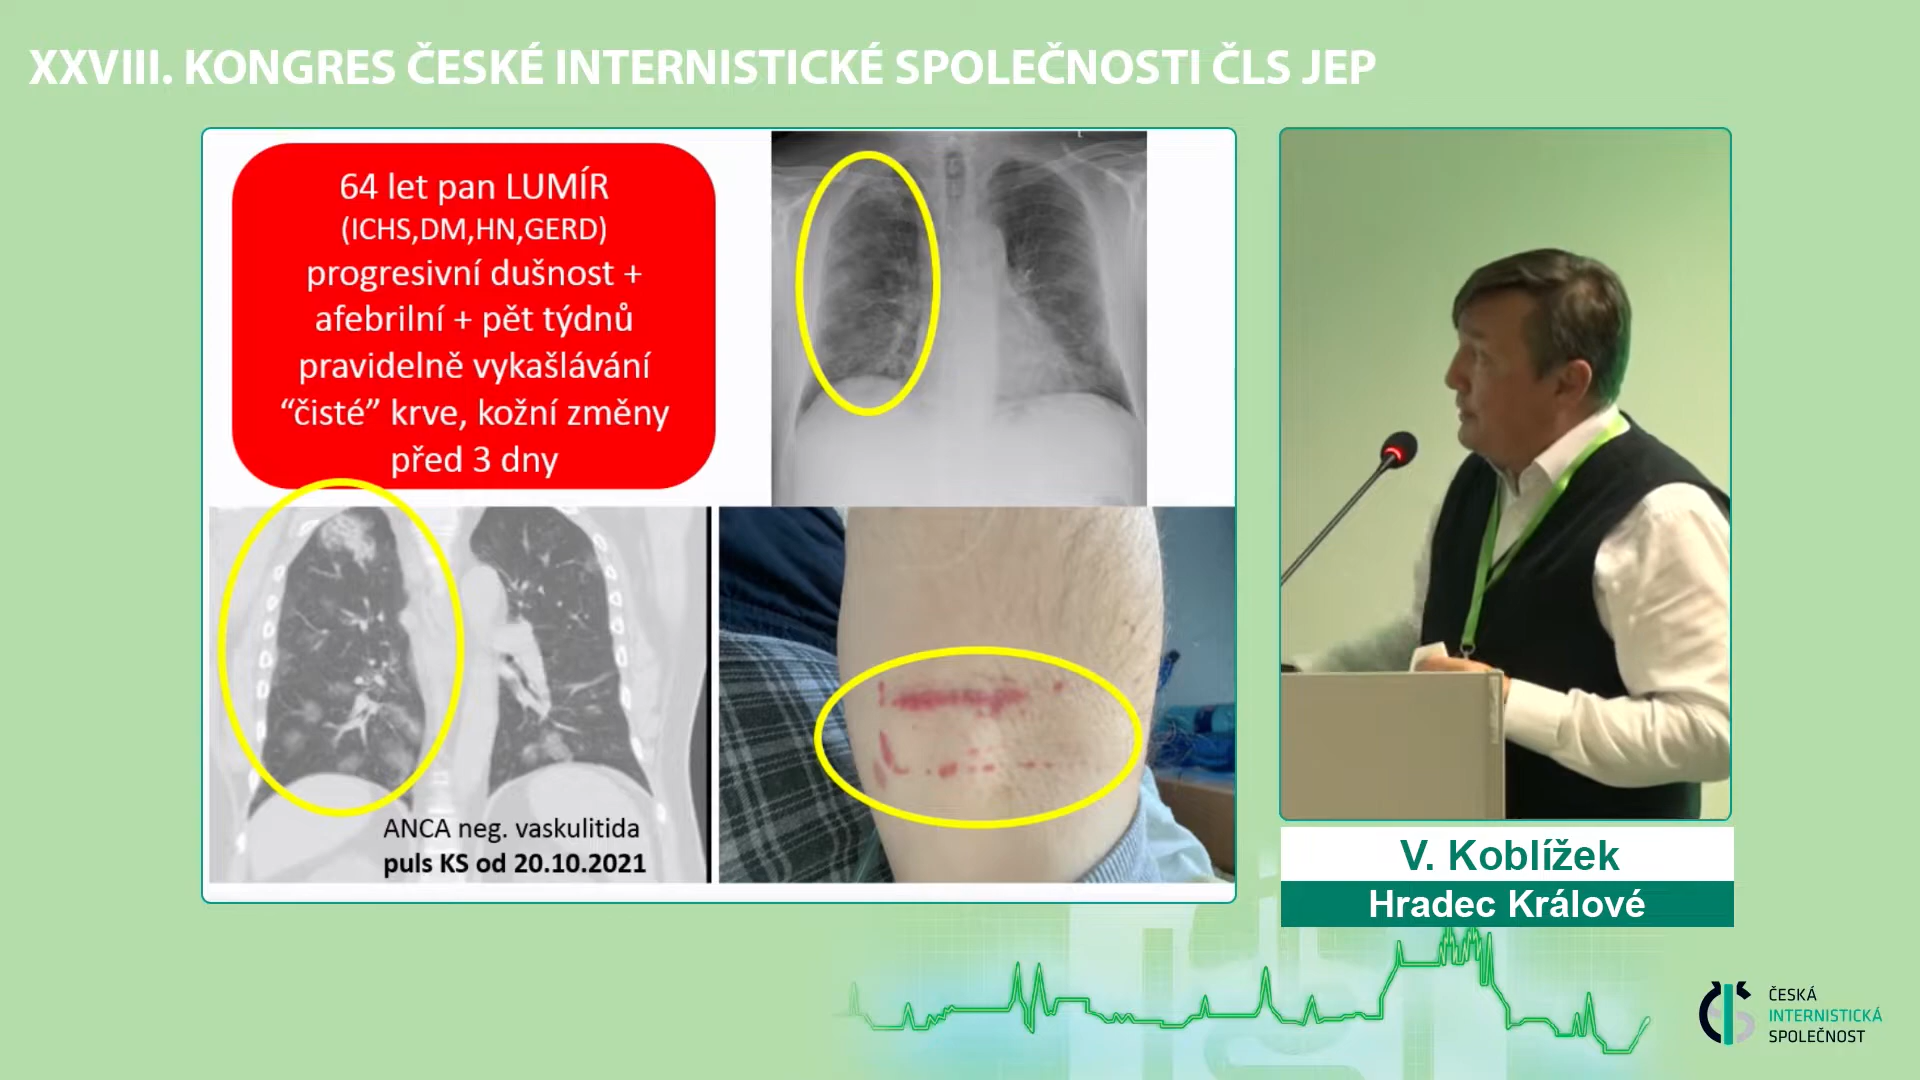 XXVIII. KONGRES ČESKÉ INTERNISTICKÉ SPOLEČNOSTI ČLS JEP
64 let pan LUMÍR
(ICHS,DM,HN,GERD)
progresivní dušnost +
afebrilní + pět týdnů
pravidelně vykašlávání
“čisté” krve, kožní změny
před 3 dny
ANCA neg. vaskulitida
puls KS od 20.10.2021
V. Koblížek
Hradec Králové
ČESKÁ
INTERNISTICKÁ
SPOLEČNOST